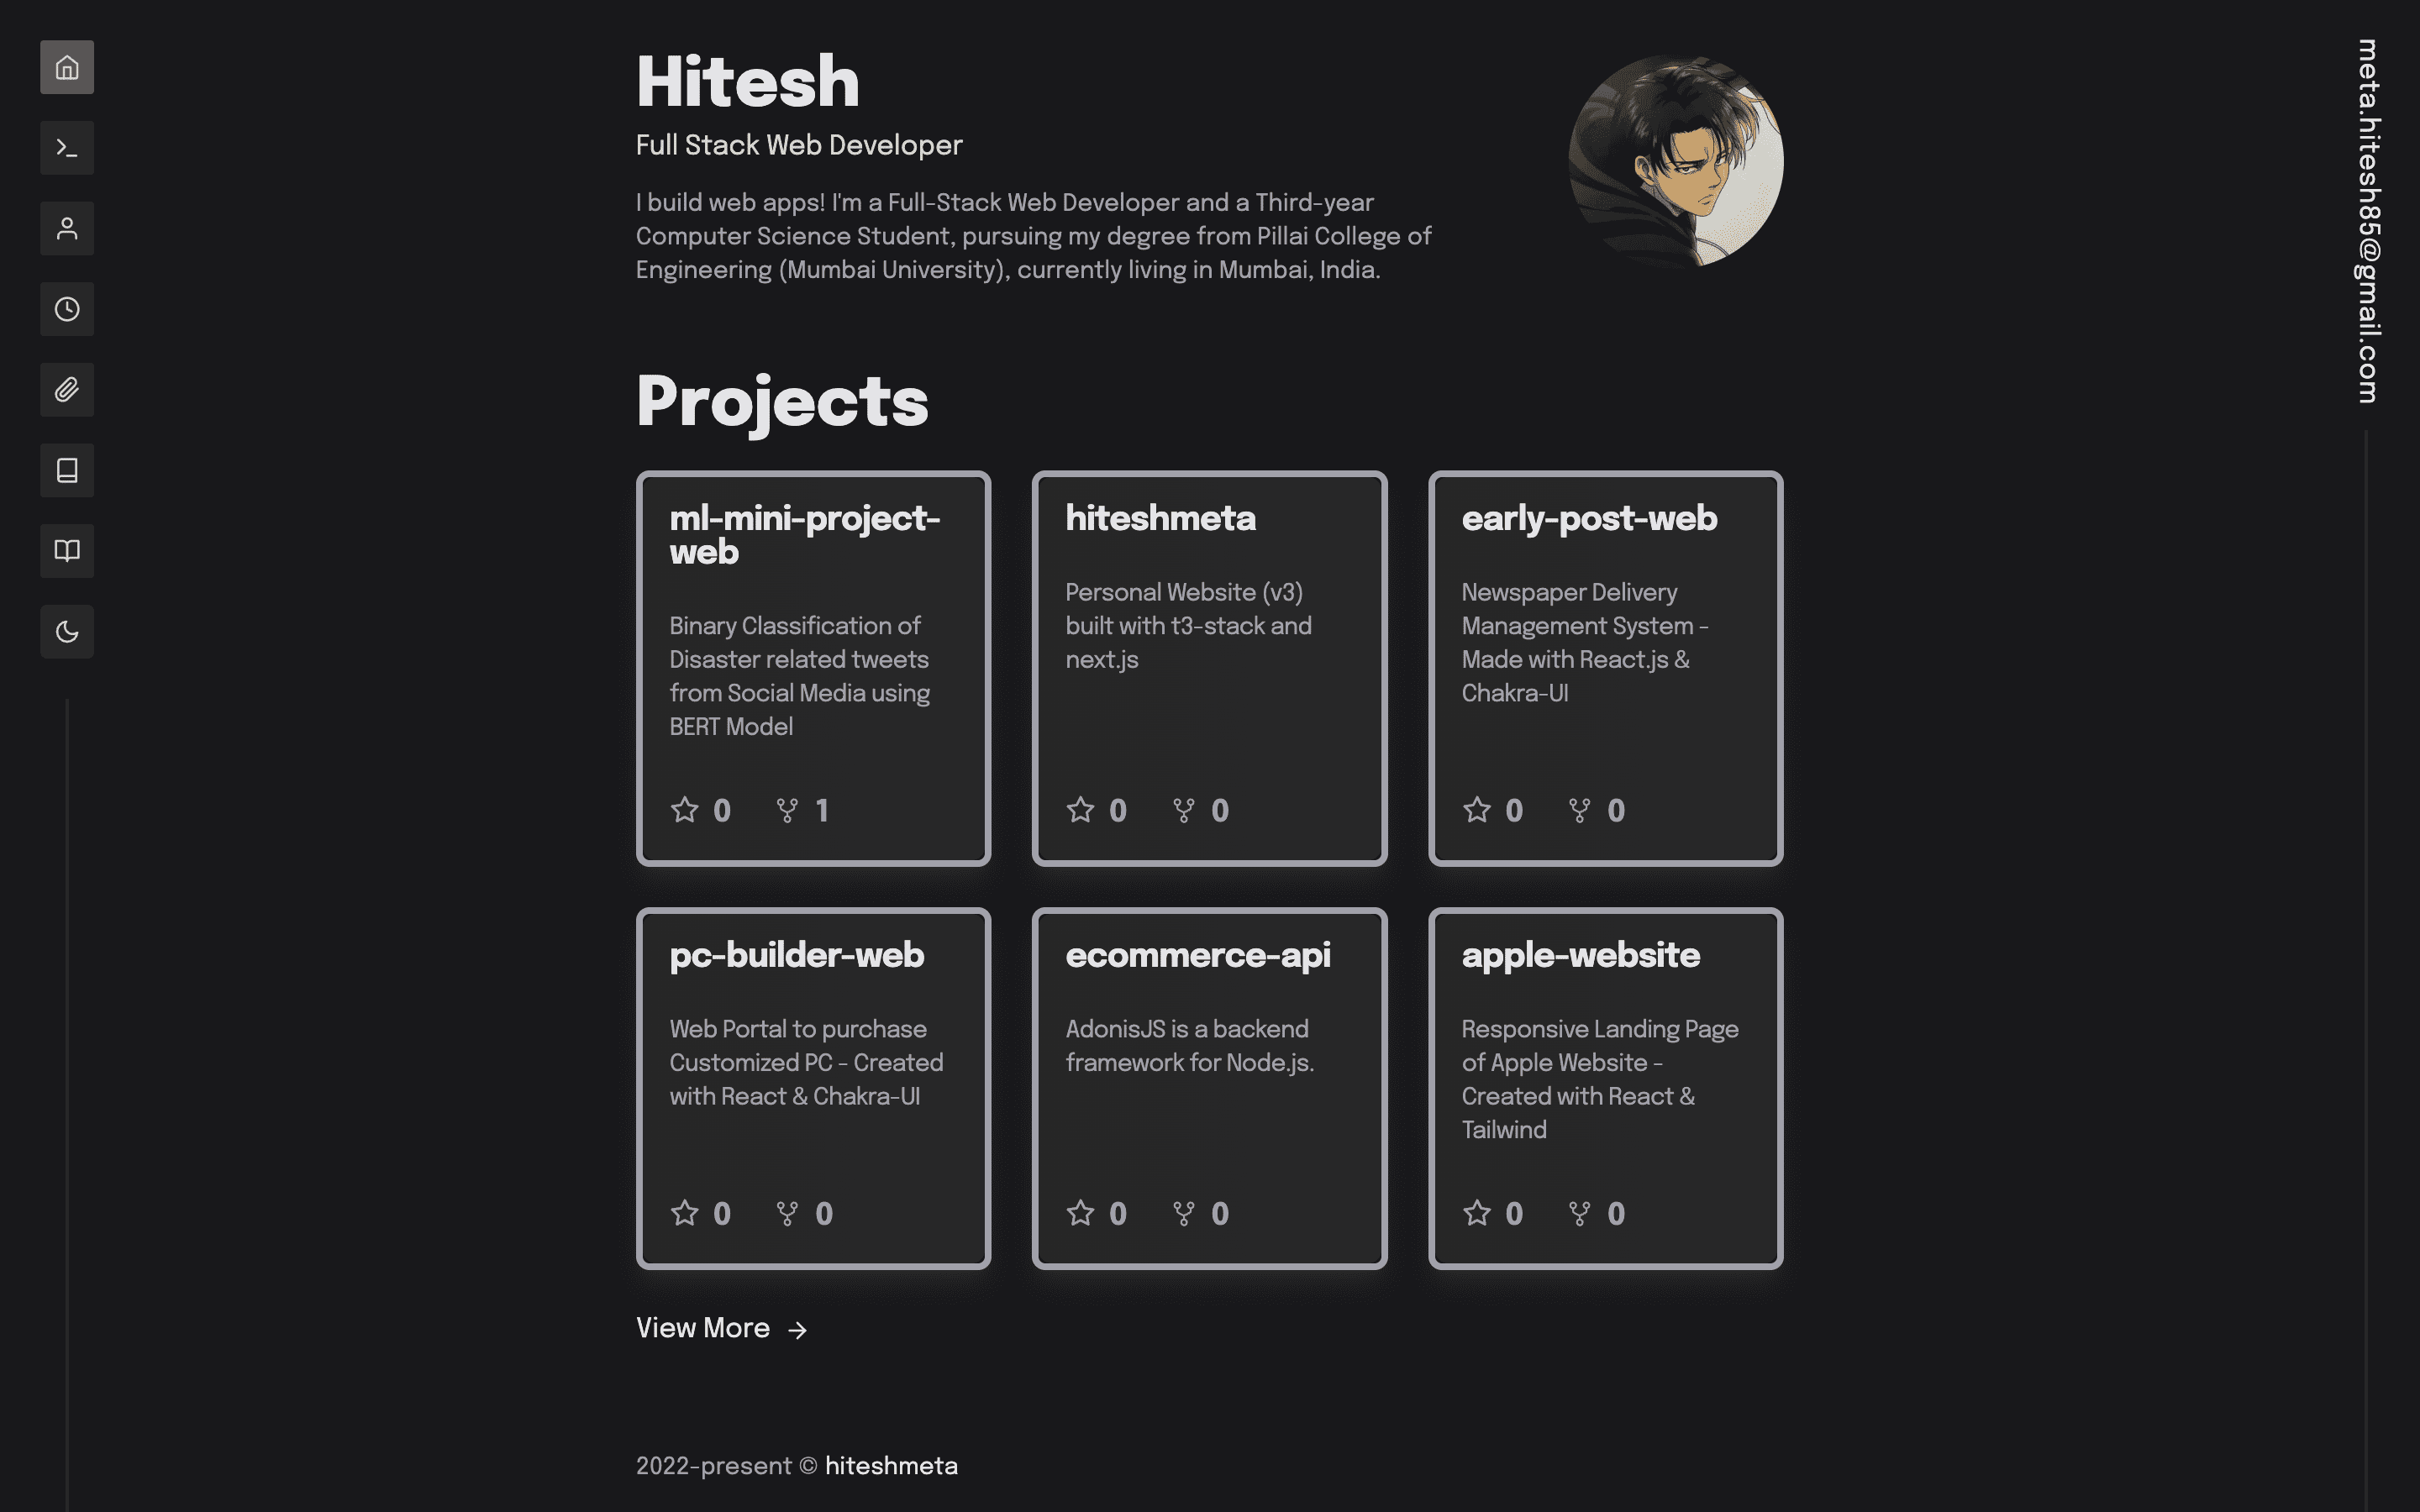 Hitesh
Full Stack Web Developer
I build web apps! I'm a Full-Stack Web Developer and a Third-year
Computer Science Student, pursuing my degree from Pillai College of
Engineering (Mumbai University), currently living in Mumbai, India.
meta.hitesh85@gmail.com
Projects
ml-mini-project-
web
Binary Classification of
Disaster related tweets
from Social Media using
BERT Model
0 1
hiteshmeta
Personal Website (v3)
built with t3-stack and
next.js
0 0
early-post-web
Newspaper Delivery
Management System -
Made with React.js &
Chakra-UI
0 0
pc-builder-web
Web Portal to purchase
Customized PC - Created
with React & Chakra-UI
0 0
ecommerce-api
AdonisJS is a backend
framework for Node.js.
0 0
apple-website
Responsive Landing Page
of Apple Website -
Created with React &
Tailwind
0 0
View More →
2022-present © hiteshmeta